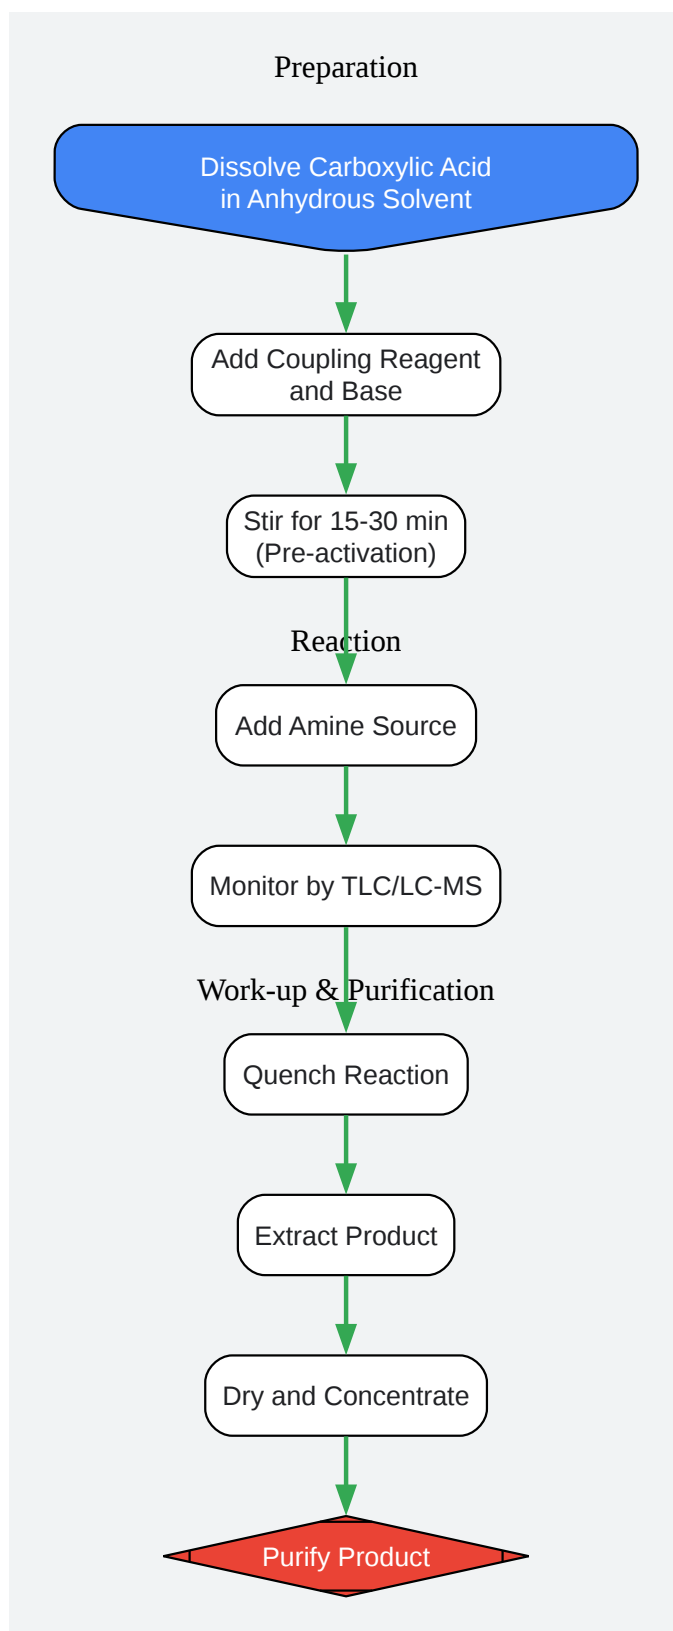 Preparation
Dissolve Carboxylic Acid
in Anhydrous Solvent
Add Coupling Reagent
and Base
Stir for 15-30 min
(Pre-activation)
Reaction
Add Amine Source
Monitor by TLC/LC-MS
Work-up & Purification
Quench Reaction
Extract Product
Dry and Concentrate
Purify Product